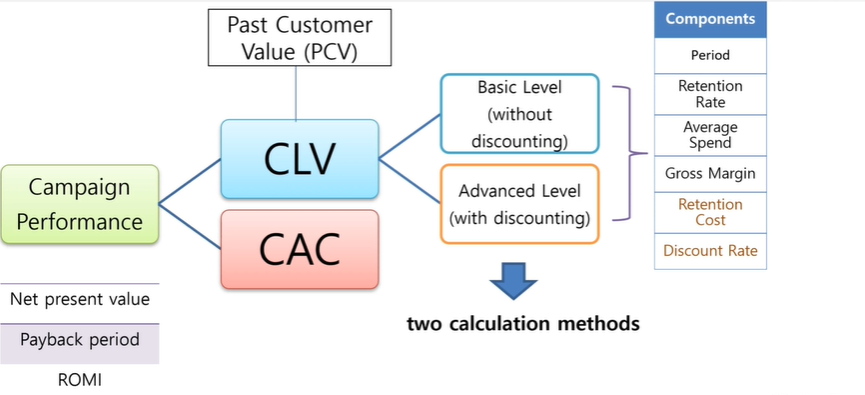 Past Customer
Value (PCV)
Campaign
Performance
CLV
CAC
Basic Level
(without
discounting)
Advanced Level
(with discounting)
two calculation methods
Components
Period
Retention
Rate
Average
Spend
Gross Margin
Retention
Cost
Discount Rate
Net present value
Payback period
ROMI